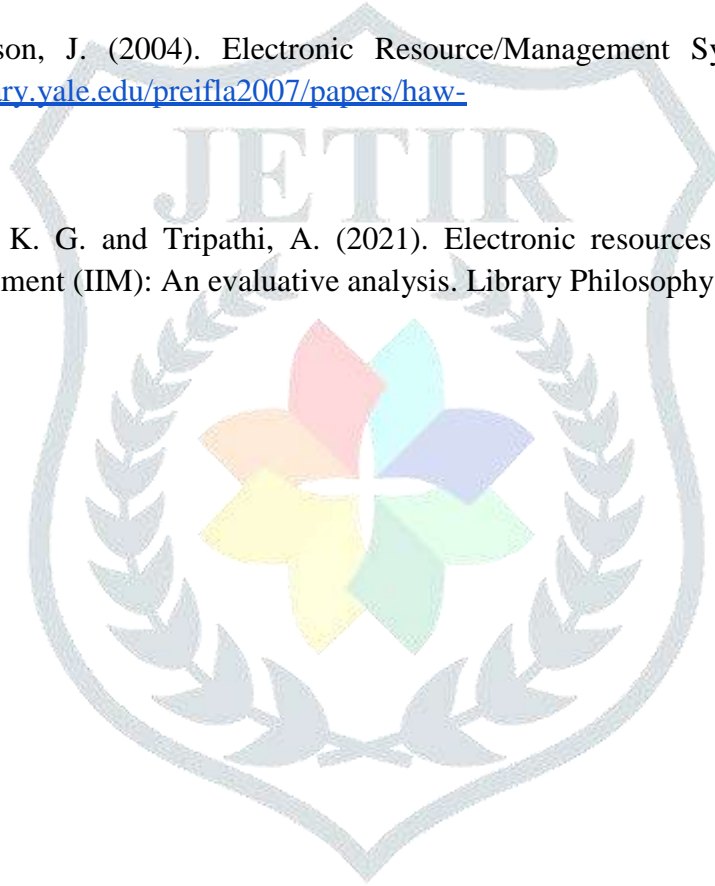 son, J. (2004). Electronic Resource/Management Sy
ary.yale.edu/preifla2007/papers/haw-
JETIR
K. G. and Tripathi, A. (2021). Electronic resources
ment (IIM): An evaluative analysis. Library Philosophy